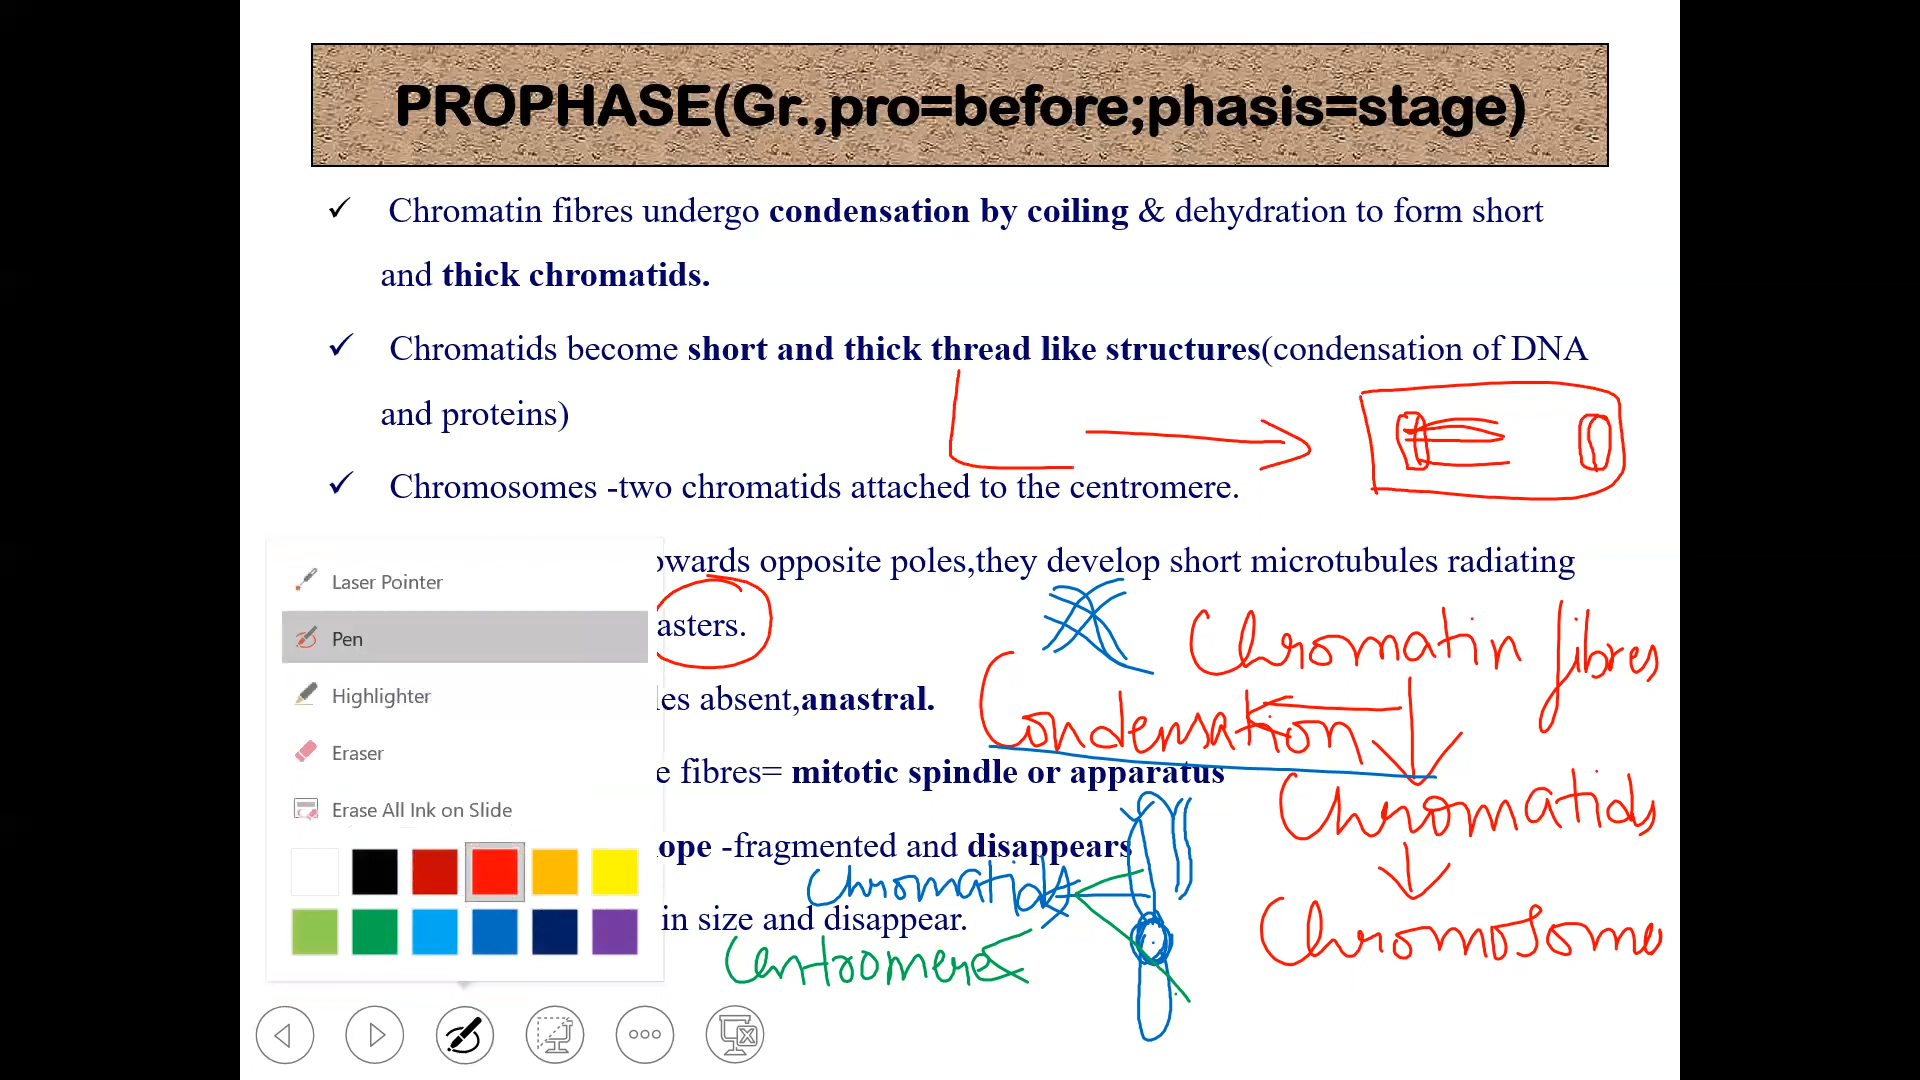 PROPHASE(Gr.,pro=before;phasis=stage)
✓ Chromatin fibres undergo condensation by coiling & dehydration to form short
and thick chromatids.
✓ Chromatids become short and thick thread like structures(condensation of DNA
and proteins)
✓ Chromosomes -two chromatids attached to the centromere.
owards opposite poles,they develop short microtubules radiating
asters.
les absent,anastral.
e fibres= mitotic spindle or apparatus
lope -fragmented and disappears
in size and disappear.
Chromatin fibres
Condensation
Chromatids
Chromosome
Chromatids
Centromere
Laser Pointer
Pen
Highlighter
Eraser
Erase All Ink on Slide